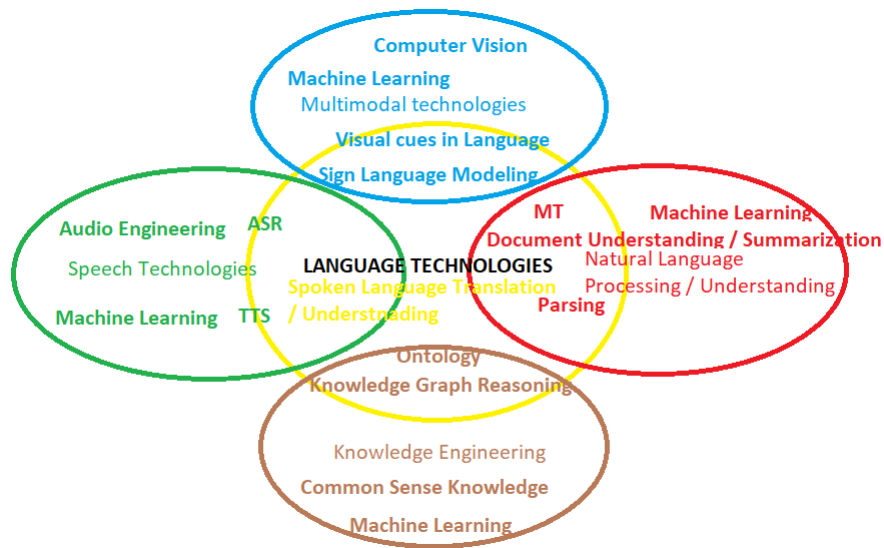 Computer Vision
Machine Learning
Multimodal technologies
Visual cues in Language
Sign Language Modeling
Audio Engineering
ASR
Speech Technologies
Machine Learning
TTS
LANGUAGE TECHNOLOGIES
Spoken Language Translation
/ Understnading
MT
Machine Learning
Document Understanding / Summarization
Natural Language
Processing / Understanding
Parsing
Ontology
Knowledge Graph Reasoning
Knowledge Engineering
Common Sense Knowledge
Machine Learning